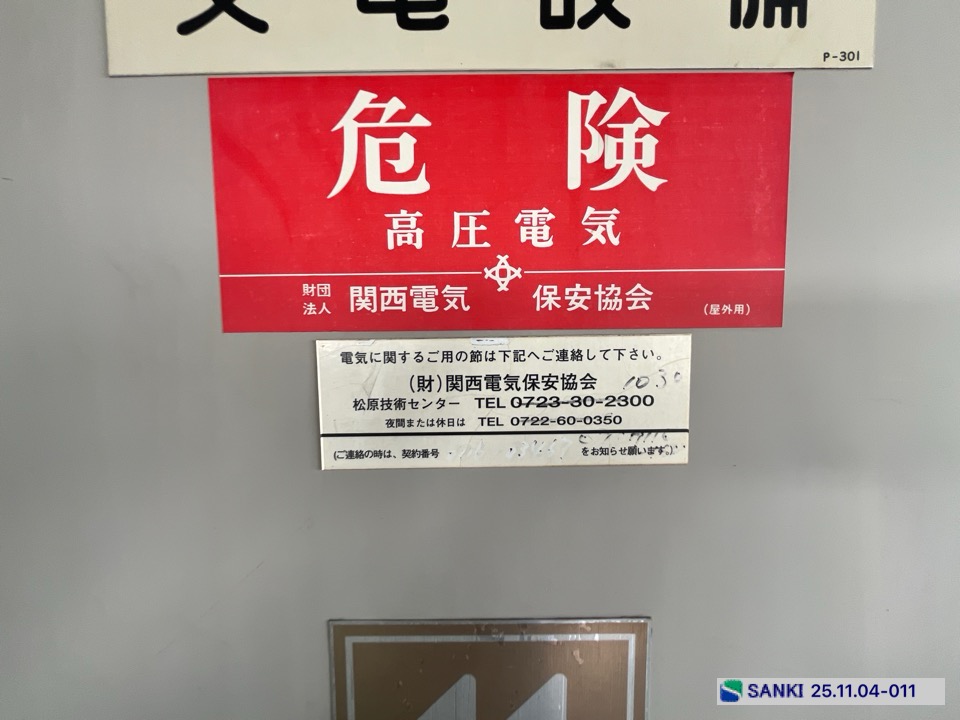 受電設備
P-301
危険
高圧電気
財団法人 関西電気保安協会
(屋外用)
電気に関するご用の節は下記へご連絡して下さい。
(財)関西電気保安協会
松原技術センター TEL 0723-30-2300
夜間または休日は TEL 0722-60-0350
(ご連絡の時は、契約番号 をお知らせ願います。)
SANKI 25.11.04-011